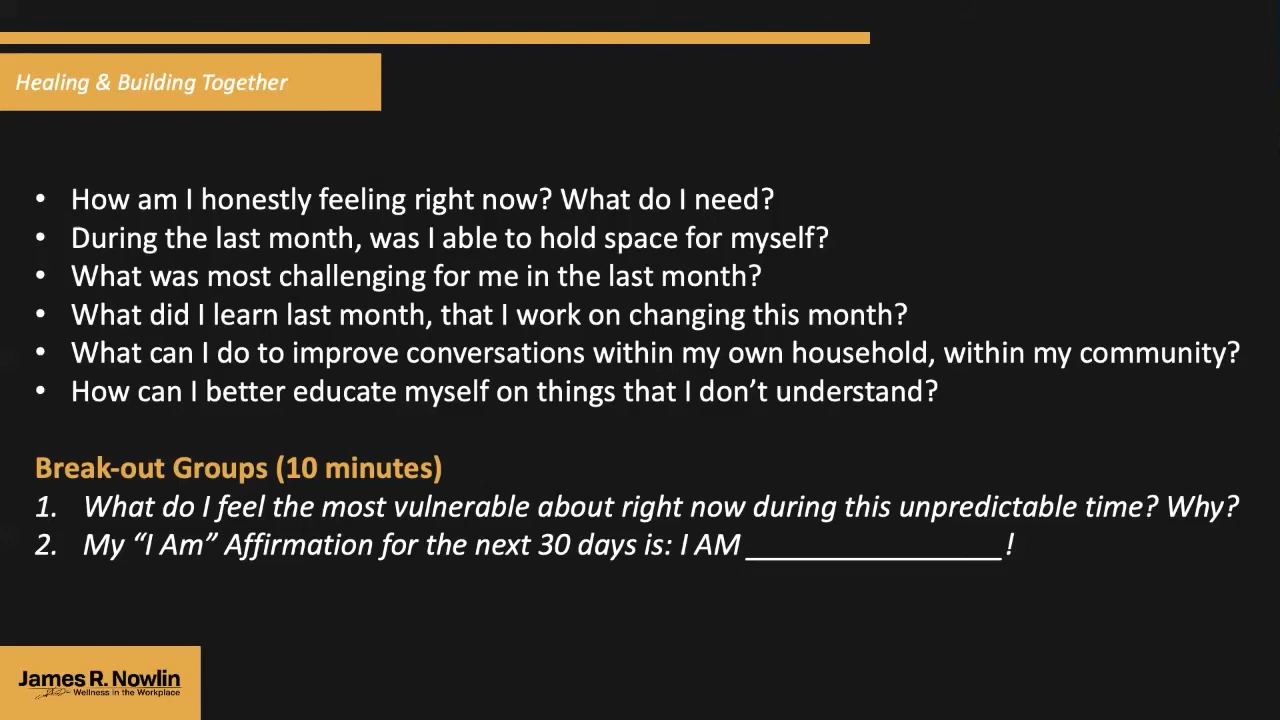 Healing & Building Together
• How am I honestly feeling right now? What do I need?
• During the last month, was I able to hold space for myself?
• What was most challenging for me in the last month?
• What did I learn last month, that I work on changing this month?
• What can I do to improve conversations within my own household, within my community?
• How can I better educate myself on things that I don’t understand?
Break-out Groups (10 minutes)
1. What do I feel the most vulnerable about right now during this unpredictable time? Why?
2. My “I Am” Affirmation for the next 30 days is: I AM ________________!
James R. Nowlin
Wellness in the Workplace